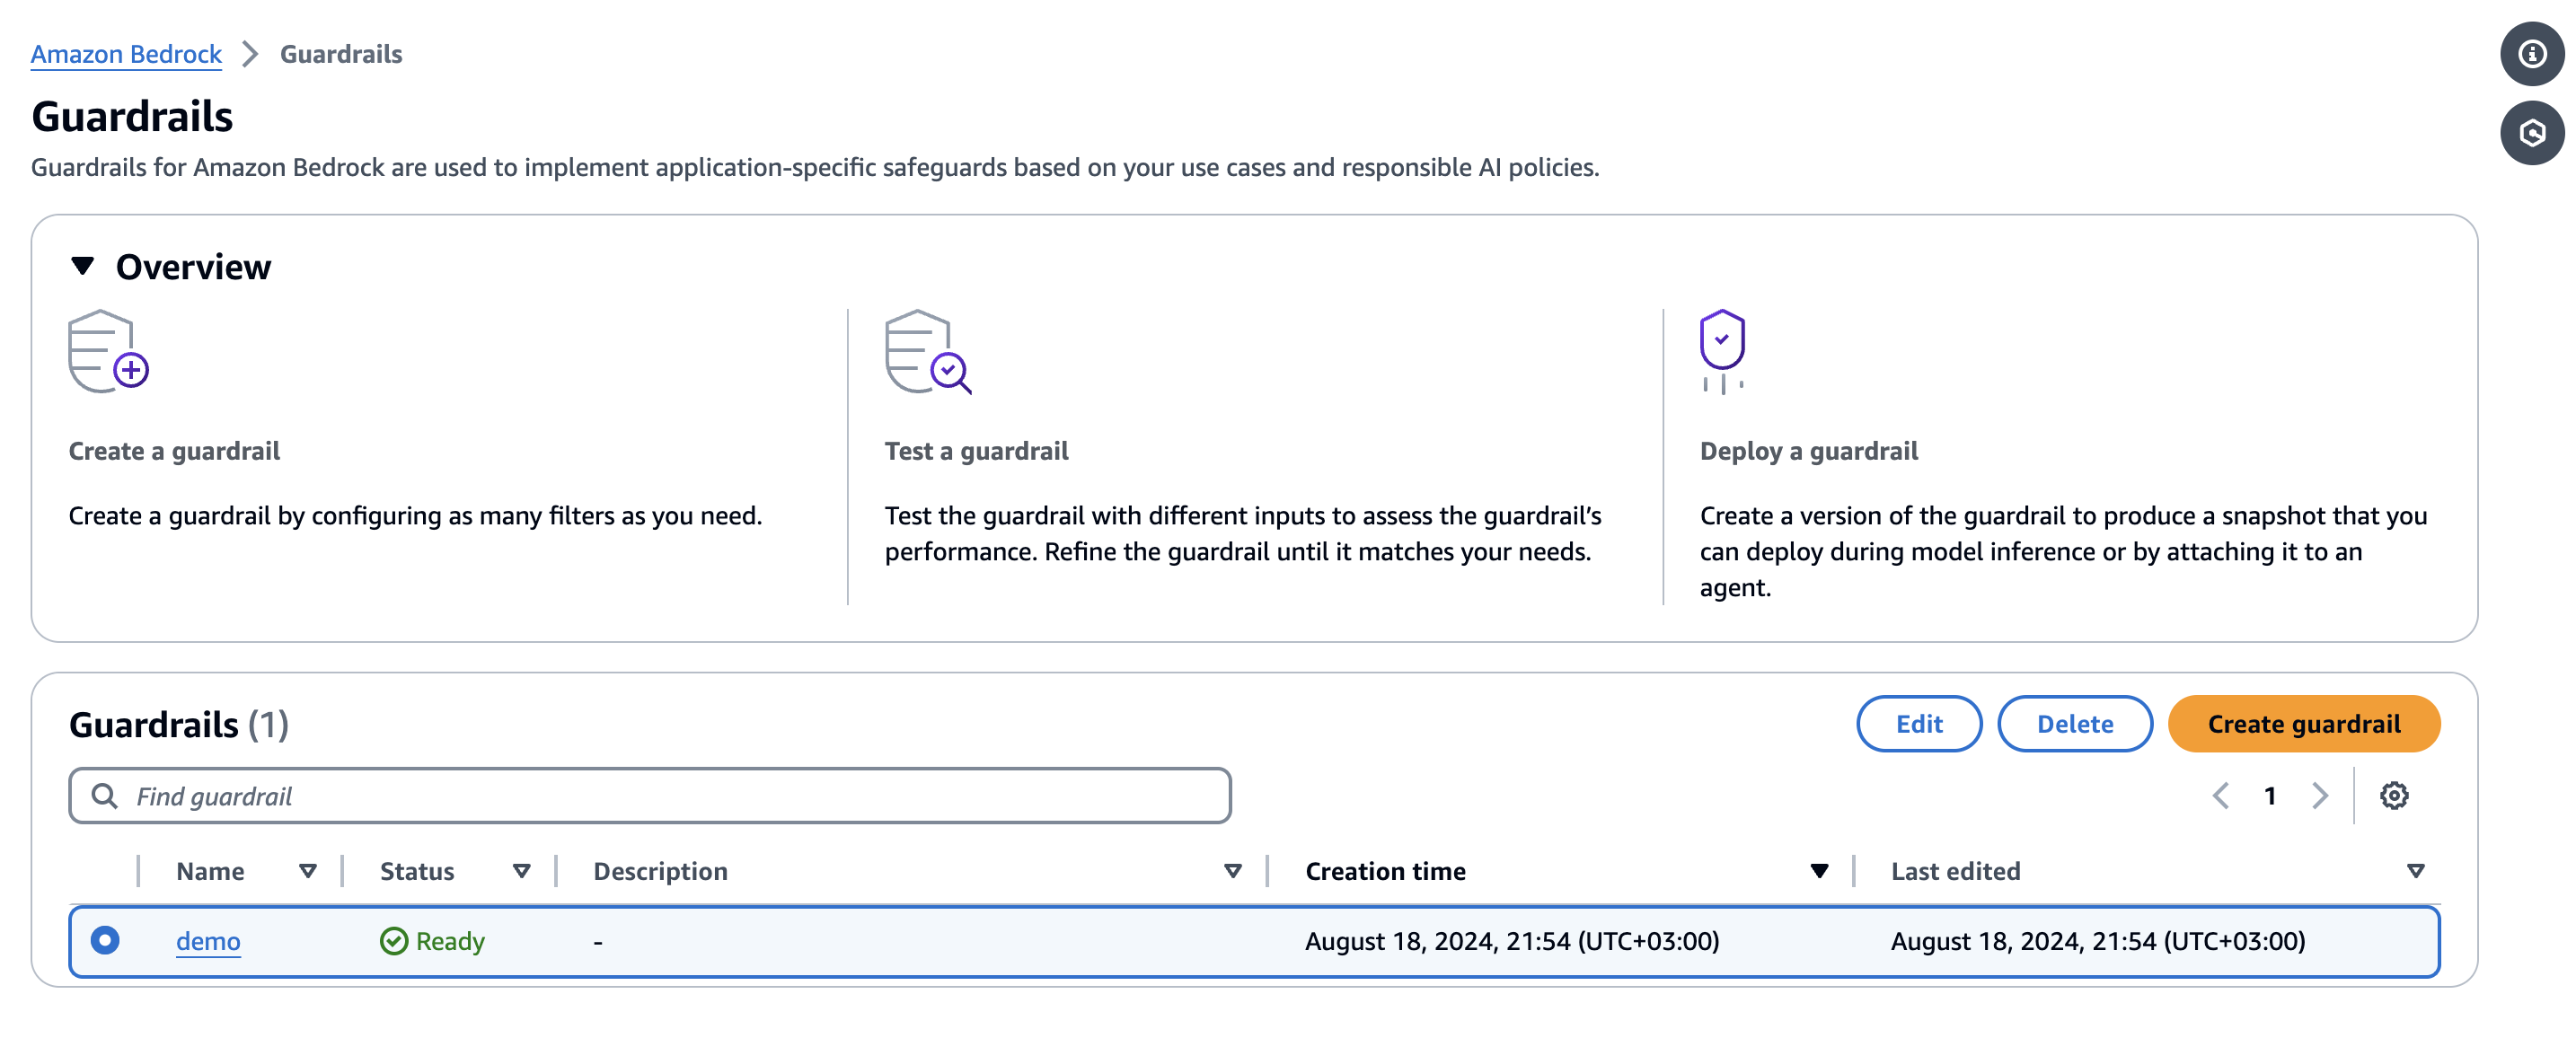 Amazon Bedrock > Guardrails
Guardrails
Guardrails for Amazon Bedrock are used to implement application-specific safeguards based on your use cases and responsible AI policies.
Overview
Create a guardrail
Create a guardrail by configuring as many filters as you need.
Test a guardrail
Test the guardrail with different inputs to assess the guardrail’s
performance. Refine the guardrail until it matches your needs.
Deploy a guardrail
Create a version of the guardrail to produce a snapshot that you
can deploy during model inference or by attaching it to an
agent.
Guardrails (1)
Edit Delete Create guardrail
Find guardrail
1
Name Status Description Creation time Last edited
demo Ready - August 18, 2024, 21:54 (UTC+03:00) August 18, 2024, 21:54 (UTC+03:00)